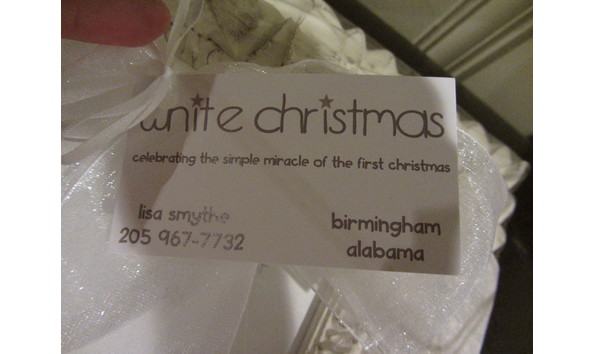 white christmas
celebrating the simple miracle of the first christmas
lisa smythe
205 967-7732
birmingham
alabama